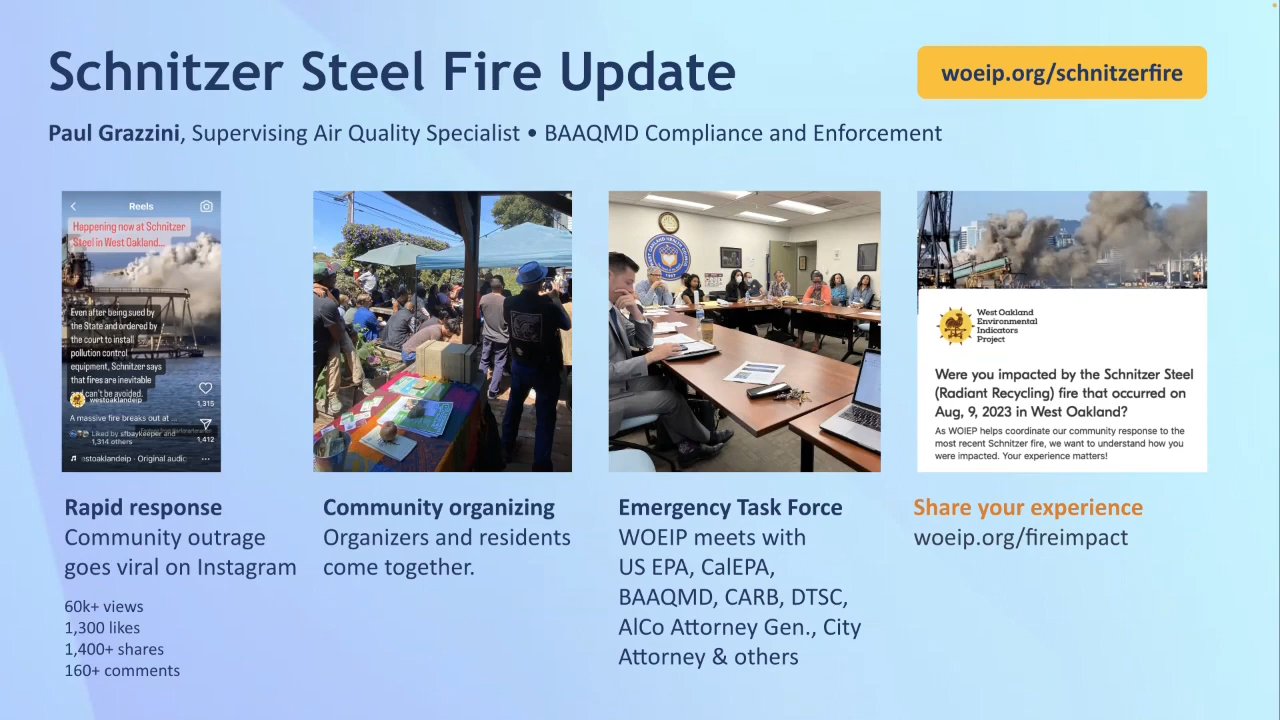 Schnitzer Steel Fire Update
woeip.org/schnitzerfire
Paul Grazzini, Supervising Air Quality Specialist • BAAQMD Compliance and Enforcement
Reels
Happening now at Schnitzer
Steel in West Oakland...
Even after being sued by
the State and ordered by
the court to install
pollution control
equipment, Schnitzer says
that fires are inevitable
can't be avoided.
westoaklandeip
A massive fire breaks out at ...
Liked by sfbaykeeper and
1,314 others
1,315
1,412
estoaklandeip · Original audio
West Oakland
Environmental
Indicators
Project
Were you impacted by the Schnitzer Steel
(Radiant Recycling) fire that occurred on
Aug, 9, 2023 in West Oakland?
As WOEIP helps coordinate our community response to the
most recent Schnitzer fire, we want to understand how you
were impacted. Your experience matters!
Rapid response
Community outrage
goes viral on Instagram
60k+ views
1,300 likes
1,400+ shares
160+ comments
Community organizing
Organizers and residents
come together.
Emergency Task Force
WOEIP meets with
US EPA, CalEPA,
BAAQMD, CARB, DTSC,
AlCo Attorney Gen., City
Attorney & others
Share your experience
woeip.org/fireimpact